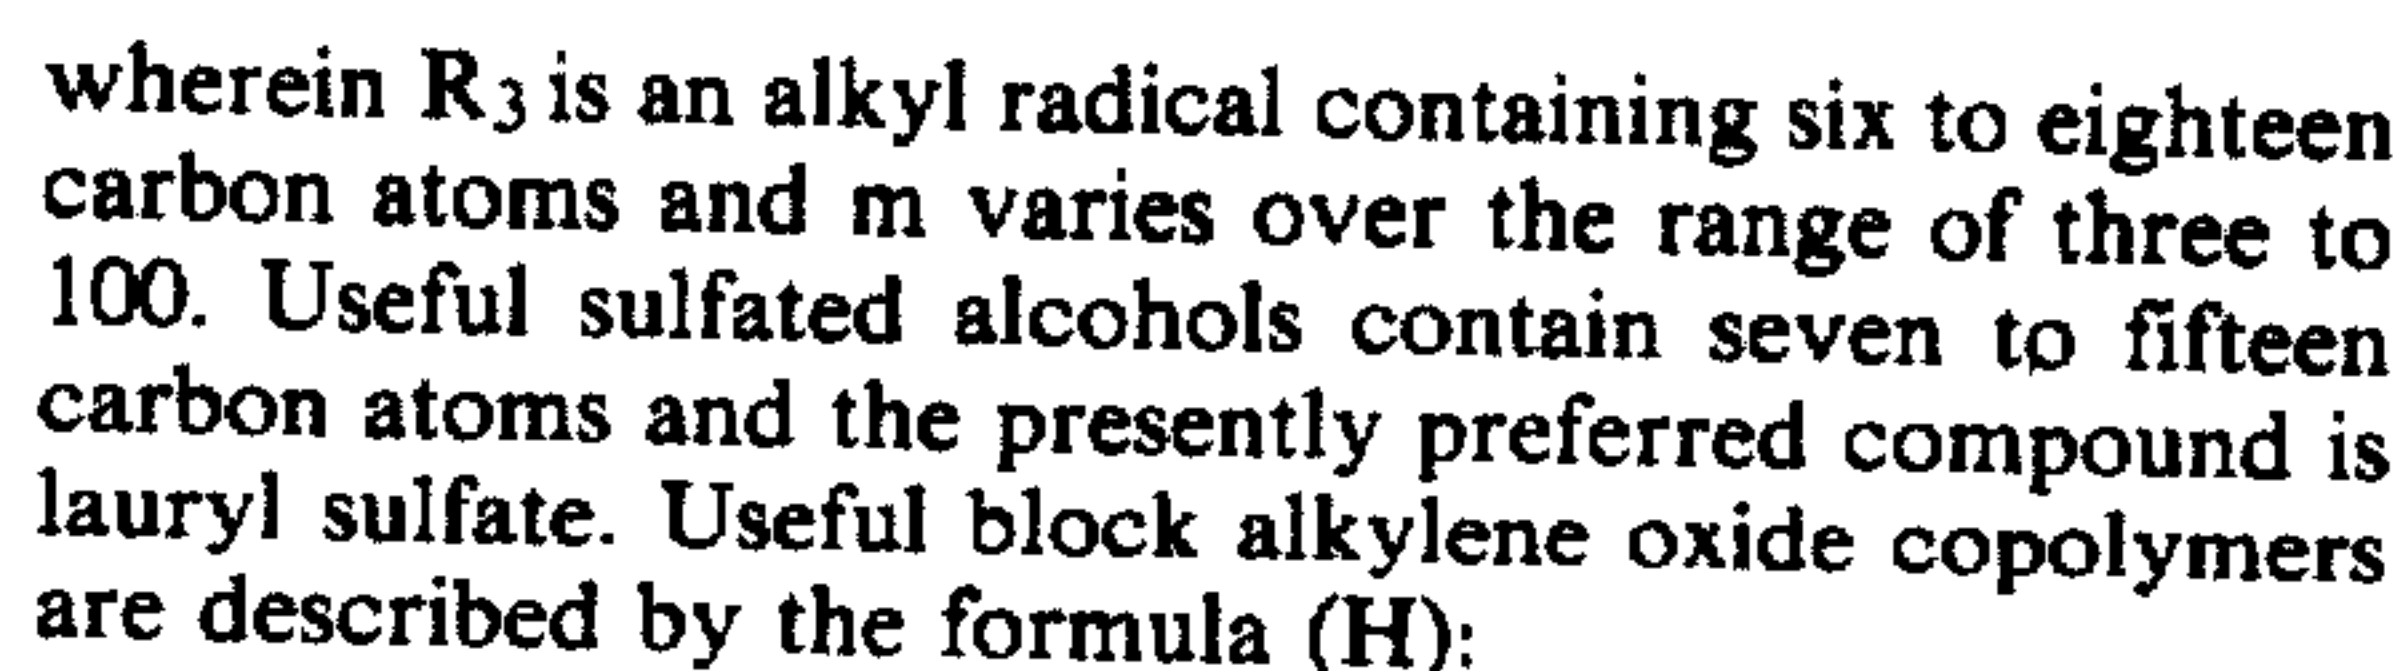 wherein R₃ is an alkyl radical containing six to eighteen
carbon atoms and m varies over the range of three to
100. Useful sulfated alcohols contain seven to fifteen
carbon atoms and the presently preferred compound is
lauryl sulfate. Useful block alkylene oxide copolymers
are described by the formula (H):